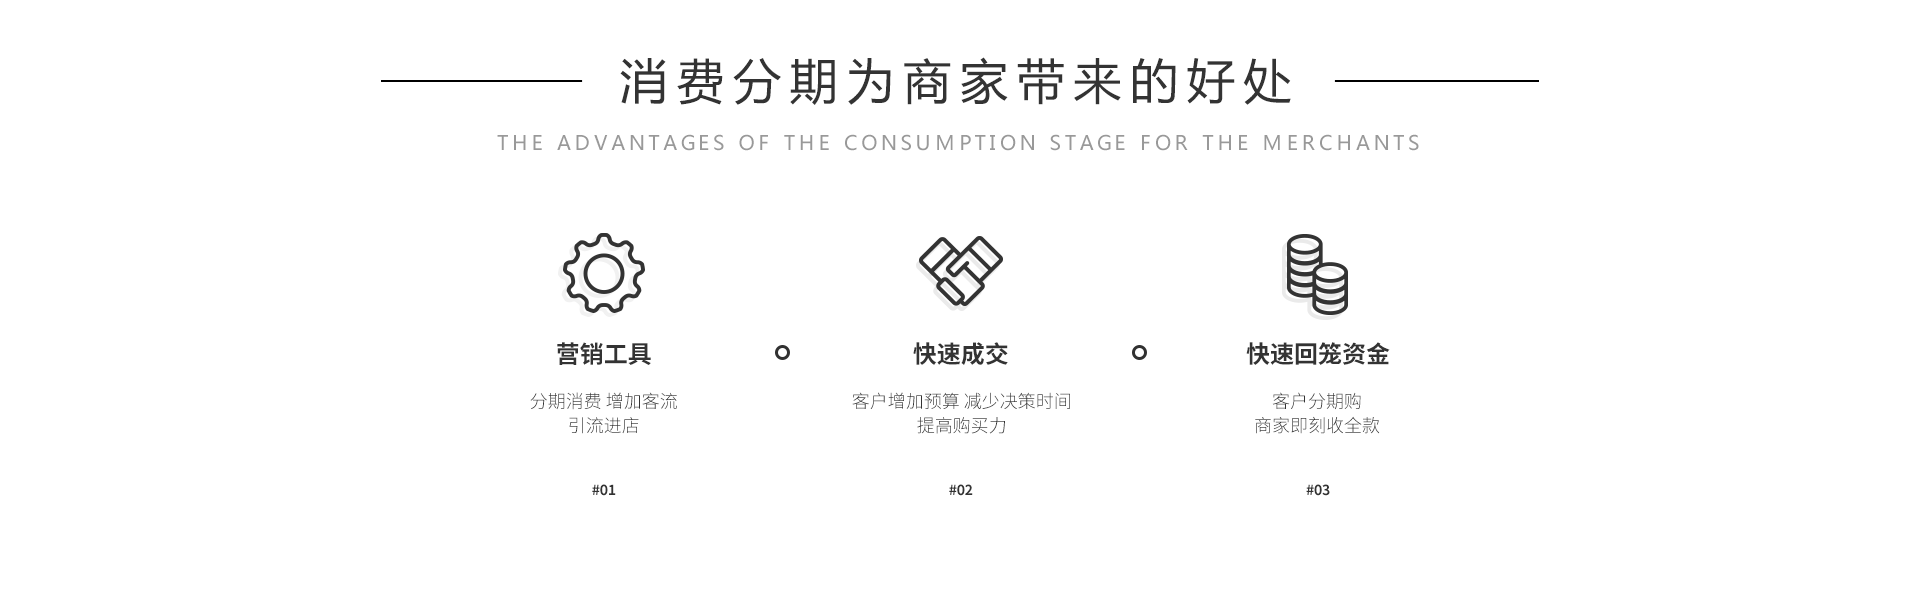 消费分期为商家带来的好处
THE ADVANTAGES OF THE CONSUMPTION STAGE FOR THE MERCHANTS
营销工具
分期消费 增加客流
引流进店
#01
快速成交
客户增加预算 减少决策时间
提高购买力
#02
快速回笼资金
客户分期购
商家即刻收全款
#03